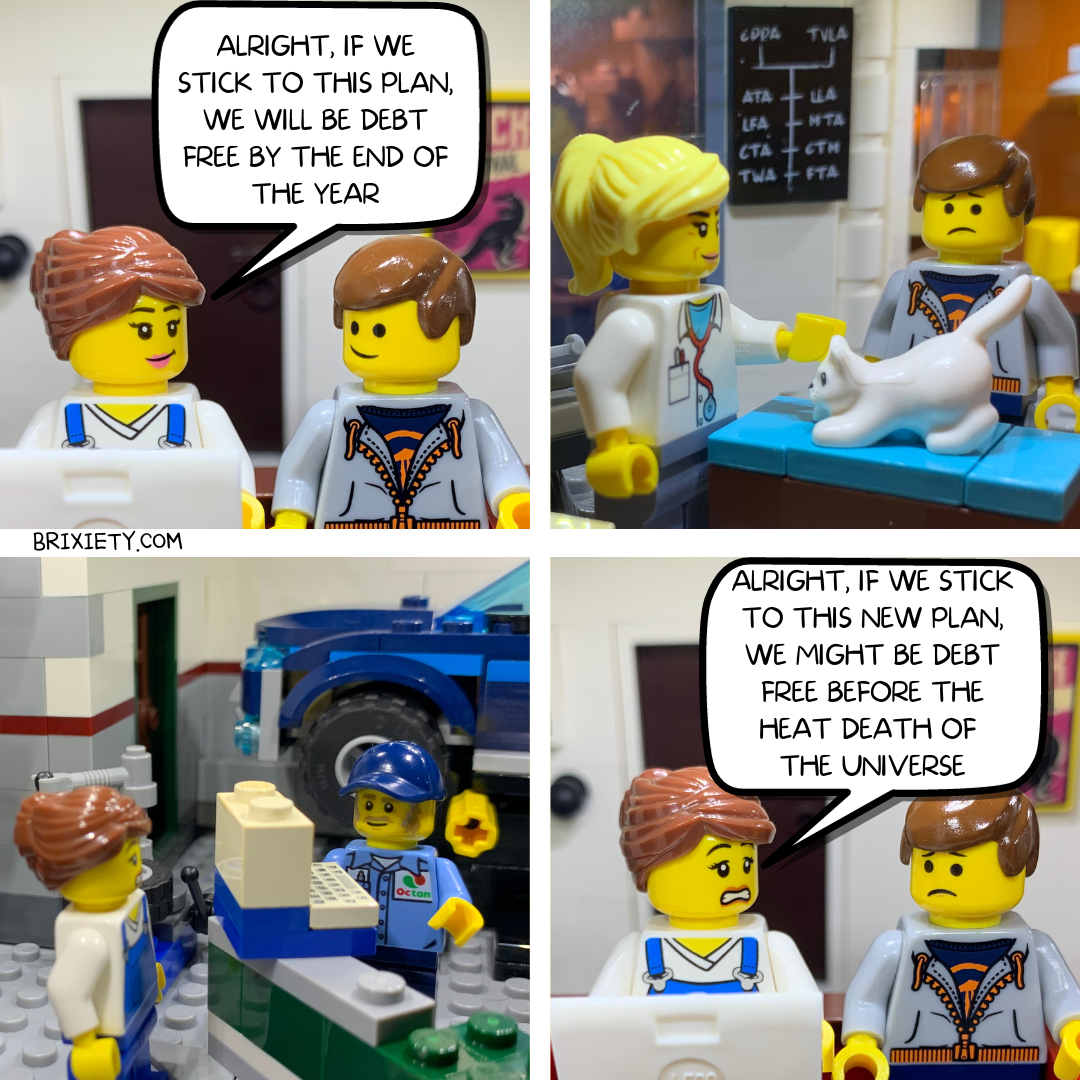 ALRIGHT, IF WE
STICK TO THIS PLAN,
WE WILL BE DEBT
FREE BY THE END OF
THE YEAR
CDDA TVLA
ATA LLA
LFA MTA
CTA CTM
TWA FTA
BRIXIETY.COM
Octan
ALRIGHT, IF WE STICK
TO THIS NEW PLAN,
WE MIGHT BE DEBT
FREE BEFORE THE
HEAT DEATH OF
THE UNIVERSE